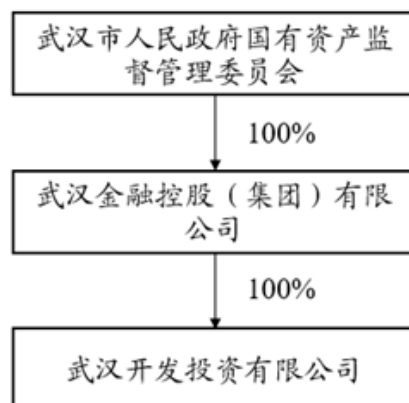 武汉市人民政府国有资产监
督管理委员会
100%
武汉金融控股（集团）有限
公司
100%
武汉开发投资有限公司